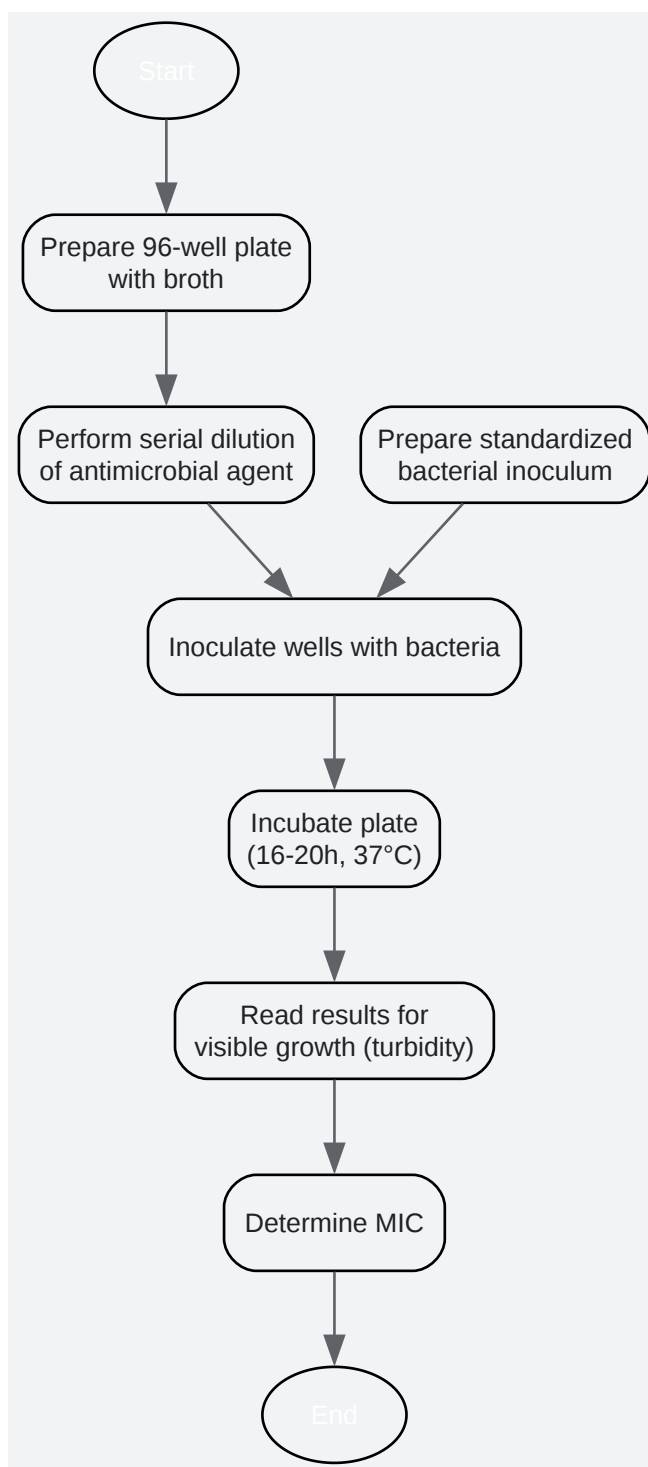 Start
Prepare 96-well plate
with broth
Perform serial dilution
of antimicrobial agent
Prepare standardized
bacterial inoculum
Inoculate wells with bacteria
Incubate plate
(16-20h, 37°C)
Read results for
visible growth (turbidity)
Determine MIC
End